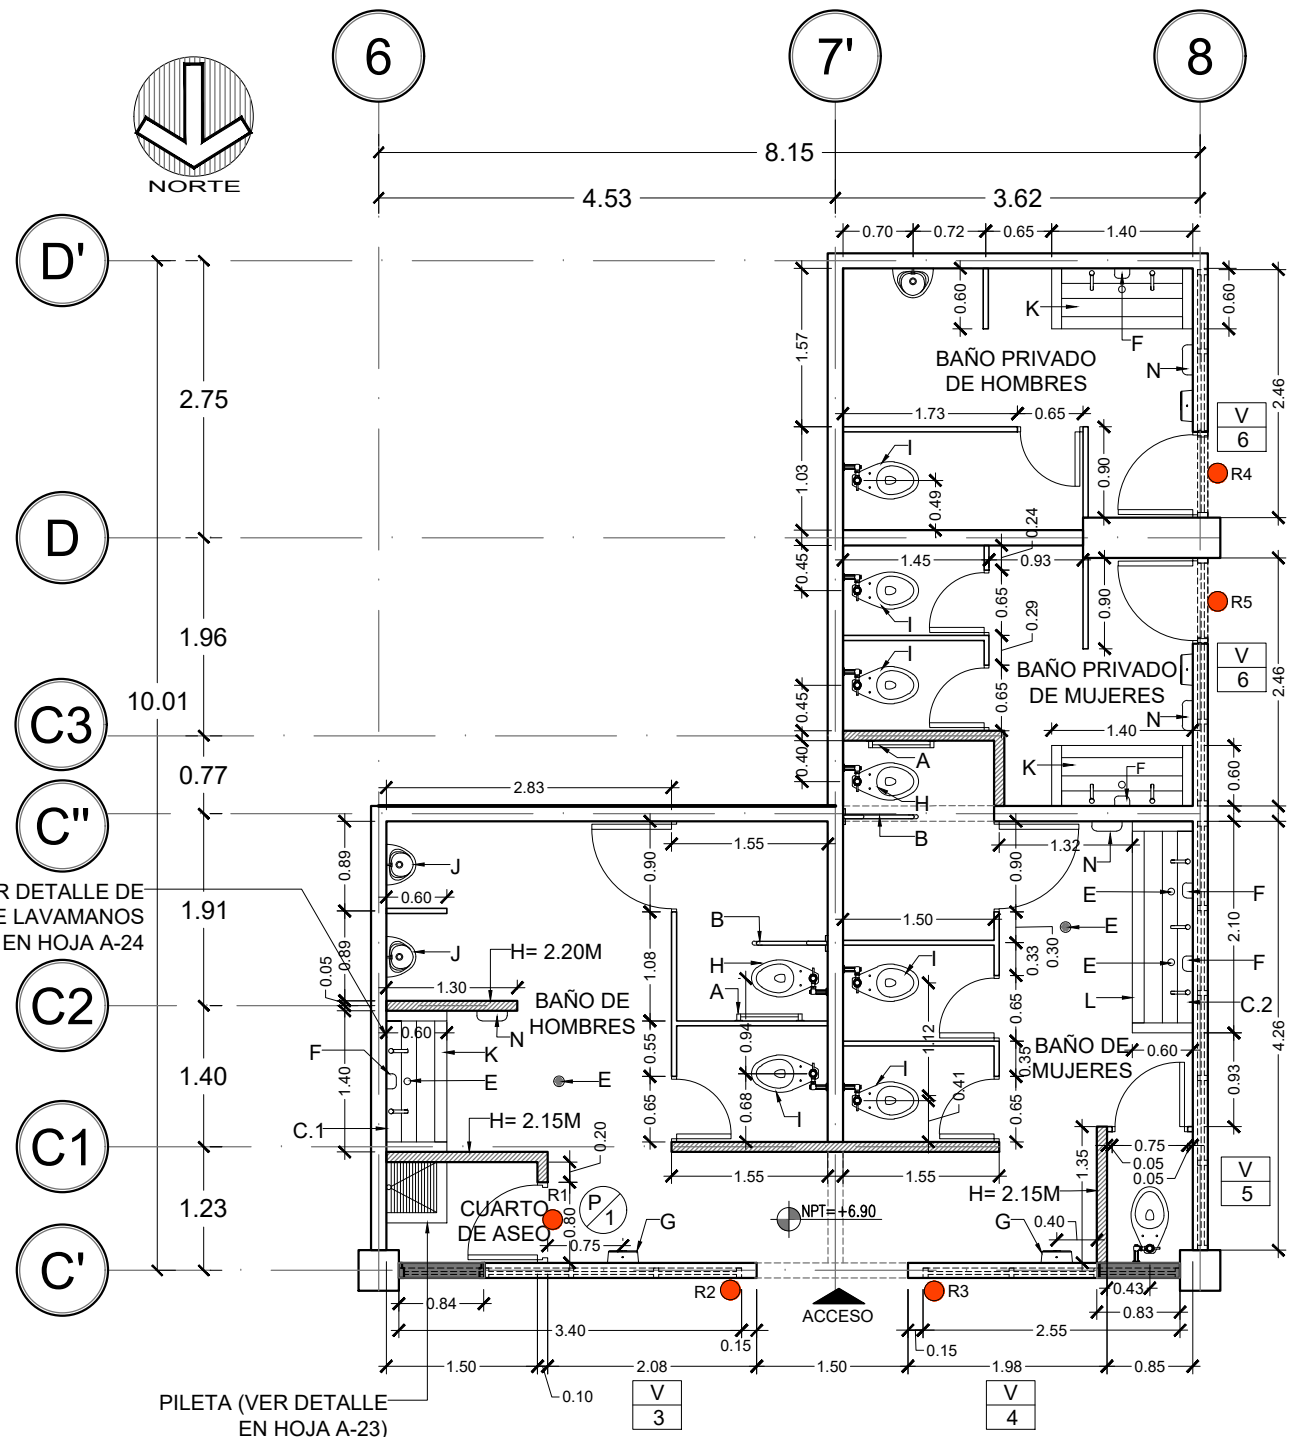 6
7'
8
NORTE
8.15
4.53
3.62
D'
0.70
0.72
0.65
1.40
0.60
K
F
0.60
1.57
BAÑO PRIVADO
DE HOMBRES
N
2.46
2.75
1.73
0.65
V
6
I
0.90
R4
1.03
0.49
D
0.24
0.45
1.45
0.93
I
0.65
0.90
R5
0.29
1.96
I
V
6
BAÑO PRIVADO
DE MUJERES
2.46
10.01
C3
0.45
0.65
N
1.40
0.40
A
K
F
0.60
0.77
H
2.83
C''
B
0.89
J
1.55
0.90
0.90
1.32
N
R DETALLE DE
E LAVAMANOS
EN HOJA A-24
0.60
E
F
1.91
B
1.50
E
2.10
0.89
J
H= 2.20M
H
1.08
I
0.33
0.30
E
F
0.05
1.30
A
L
C.2
C2
BAÑO DE
HOMBRES
0.65
4.26
0.60
N
0.94
1.12
BAÑO DE
MUJERES
0.60
F
K
0.55
0.35
1.40
E
E
I
0.93
1.40
0.65
0.68
I
0.41
0.65
C.1
H= 2.15M
C1
0.20
0.75
0.05
0.05
1.55
1.55
1.35
V
5
H= 2.15M
1.23
CUARTO
DE ASEO
R1
P
1
NPT=+6.90
0.80
G
G
0.40
0.75
C'
R2
R3
0.43
0.84
ACCESO
0.83
3.40
0.15
0.15
2.55
1.50
2.08
1.50
1.98
0.85
0.10
PILETA (VER DETALLE
EN HOJA A-23)
V
3
V
4